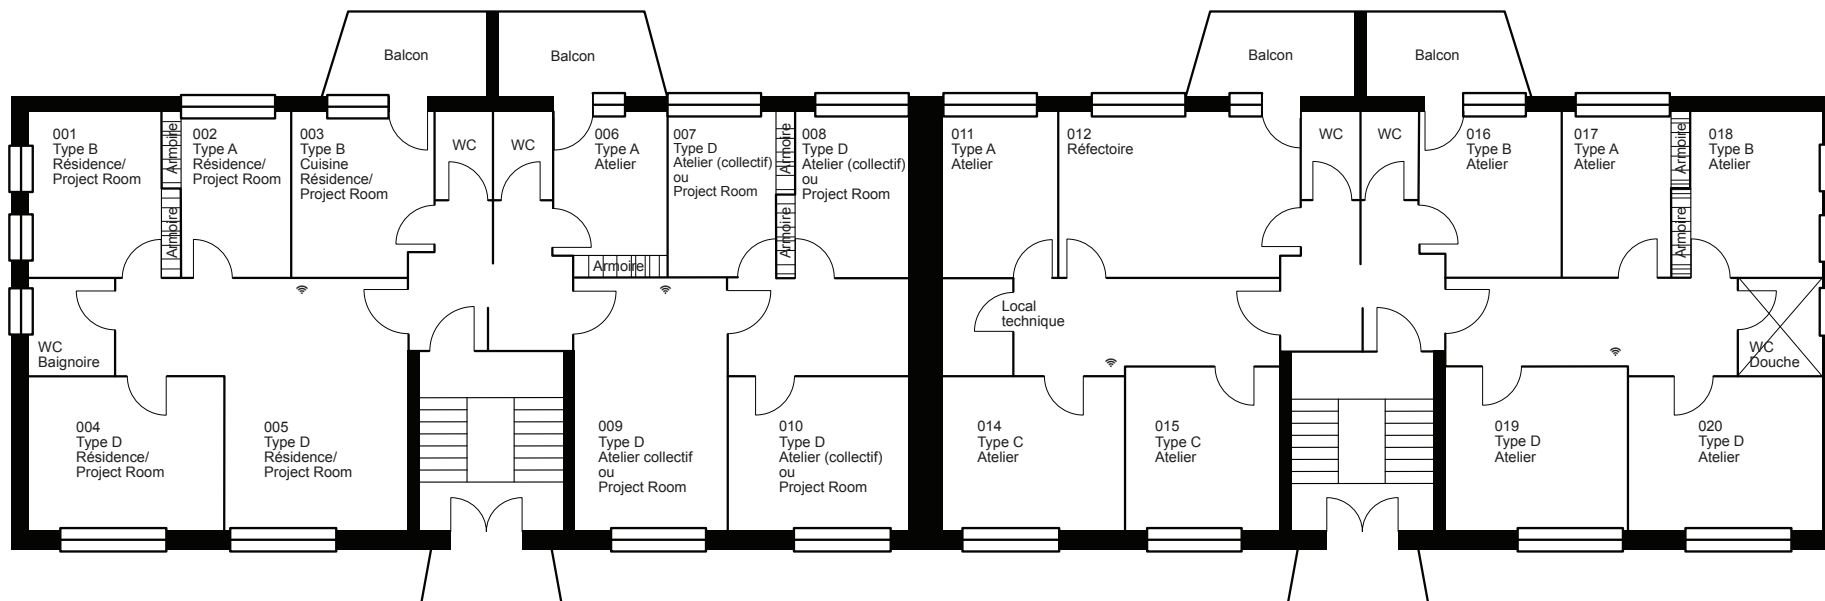 Balcon
Balcon
Balcon
Balcon
001
Type B
Résidence/
Project Room
Armoire
Armoire
002
Type A
Résidence/
Project Room
003
Type B
Cuisine
Résidence/
Project Room
WC
WC
006
Type A
Atelier
Armoire
007
Type D
Atelier (collectif)
ou
Project Room
Armoire
Armoire
008
Type D
Atelier (collectif)
ou
Project Room
011
Type A
Atelier
012
Réfectoire
WC
WC
016
Type B
Atelier
017
Type A
Atelier
Armoire
Armoire
018
Type B
Atelier
WC
Baignoire
Local
technique
WC
Douche
004
Type D
Résidence/
Project Room
005
Type D
Résidence/
Project Room
009
Type D
Atelier collectif
ou
Project Room
010
Type D
Atelier (collectif)
ou
Project Room
014
Type C
Atelier
015
Type C
Atelier
019
Type D
Atelier
020
Type D
Atelier